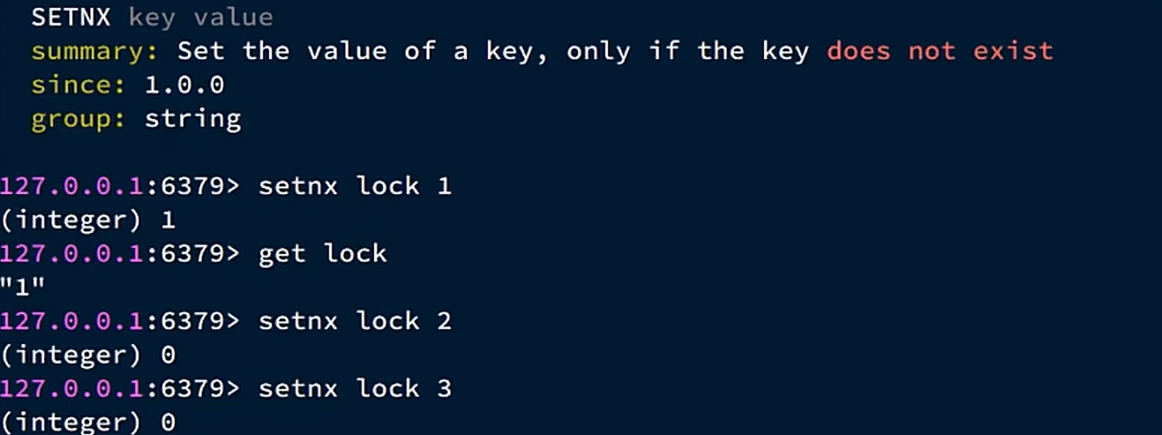 SETNX key value
summary: Set the value of a key, only if the key does not exist
since: 1.0.0
group: string
127.0.0.1:6379> setnx lock 1
(integer) 1
127.0.0.1:6379> get lock
"1"
127.0.0.1:6379> setnx lock 2
(integer) 0
127.0.0.1:6379> setnx lock 3
(integer) 0